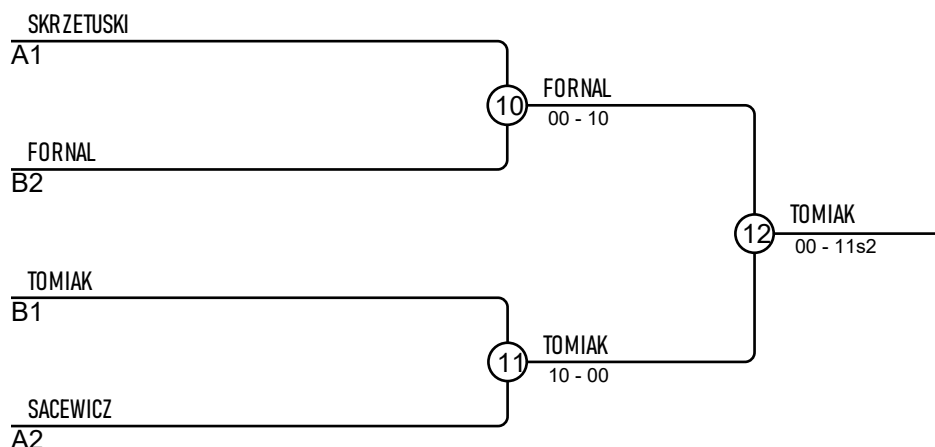 SKRZETUSKI
A1
10
FORNAL
00 - 10
FORNAL
B2
12
TOMIAK
00 - 11s2
TOMIAK
B1
11
TOMIAK
10 - 00
SACEWICZ
A2